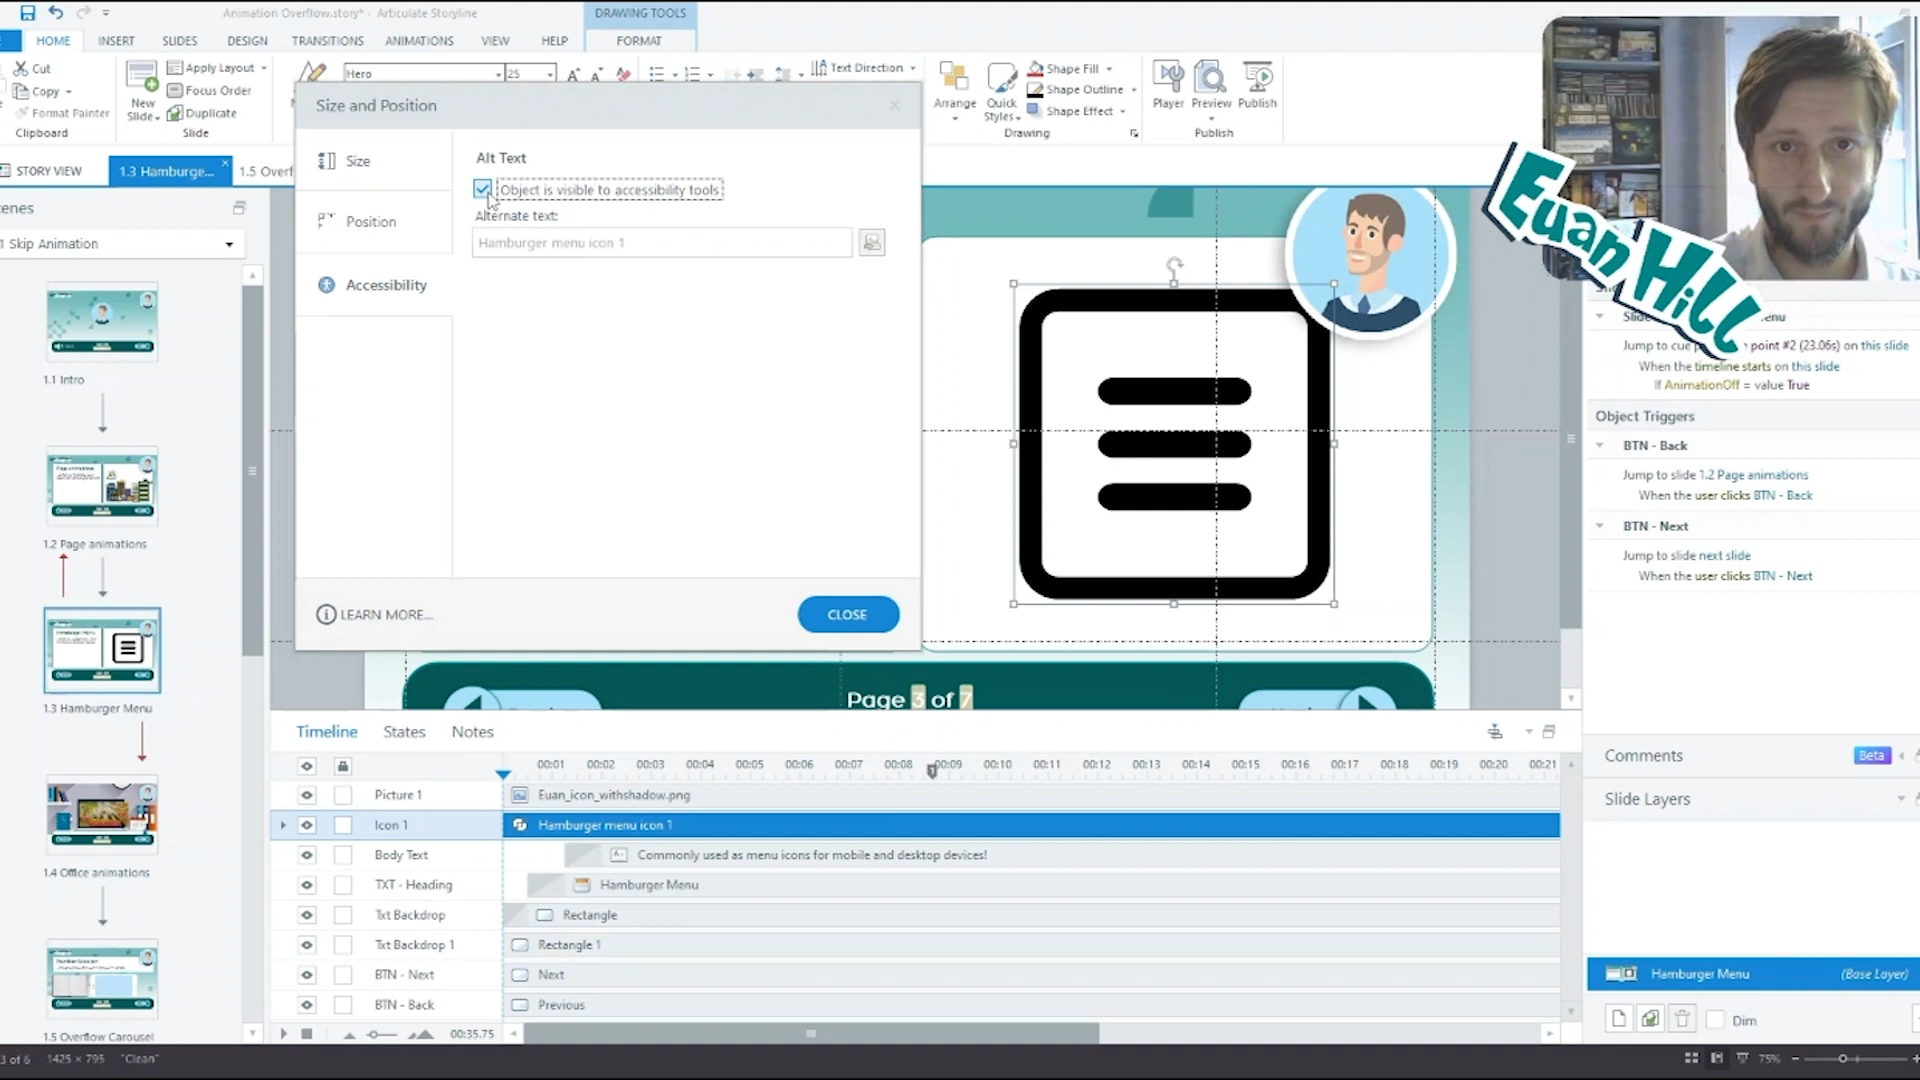 Animation Overflow.story* - Articulate Storyline
DRAWING TOOLS
HOME INSERT SLIDES DESIGN TRANSITIONS ANIMATIONS VIEW HELP FORMAT
Cut
Copy
Format Painter
Clipboard
New
Slide
Apply Layout
Focus Order
Duplicate
Slide
Hero 25
Text Direction
Arrange
Quick
Styles
Shape Fill
Shape Outline
Shape Effect
Drawing
Player Preview Publish
Publish
Euan Hill
STORY VIEW 1.3 Hamburge... 1.5 Overf
enes
1 Skip Animation
1.1 Intro
1.2 Page animations
1.3 Hamburger Menu
1.4 Office animations
1.5 Overflow Carousel
Size and Position
Size
Position
Accessibility
Alt Text
Object is visible to accessibility tools
Alternate text:
Hamburger menu icon 1
LEARN MORE...
CLOSE
Page 3 of 7
enu
Jump to cue point #2 (23.06s) on this slide
When the timeline starts on this slide
If AnimationOff = value True
Object Triggers
BTN - Back
Jump to slide 1.2 Page animations
When the user clicks BTN - Back
BTN - Next
Jump to slide next slide
When the user clicks BTN - Next
Comments Beta
Slide Layers
Hamburger Menu (Base Layer)
Dim
Timeline States Notes
00:01 00:02 00:03 00:04 00:05 00:06 00:07 00:08 00:09 00:10 00:11 00:12 00:13 00:14 00:15 00:16 00:17 00:18 00:19 00:20 00:21
Picture 1 Euan_icon_withshadow.png
Icon 1 Hamburger menu icon 1
Body Text Commonly used as menu icons for mobile and desktop devices!
TXT - Heading Hamburger Menu
Txt Backdrop Rectangle
Txt Backdrop 1 Rectangle 1
BTN - Next Next
BTN - Back Previous
00:35.75
3 of 6 1425 × 795 "Clean" 75%